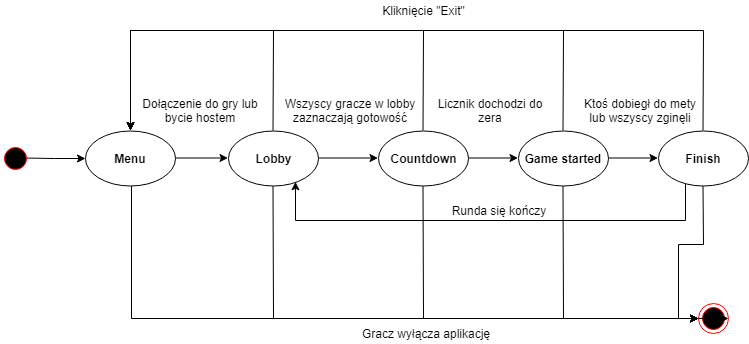 Kliknięcie "Exit"
Dołączenie do gry lub
bycie hostem
Wszyscy gracze w lobby
zaznaczają gotowość
Licznik dochodzi do
zera
Ktoś dobiegł do mety
lub wszyscy zginęli
Menu
Lobby
Countdown
Game started
Finish
Runda się kończy
Gracz wyłącza aplikację